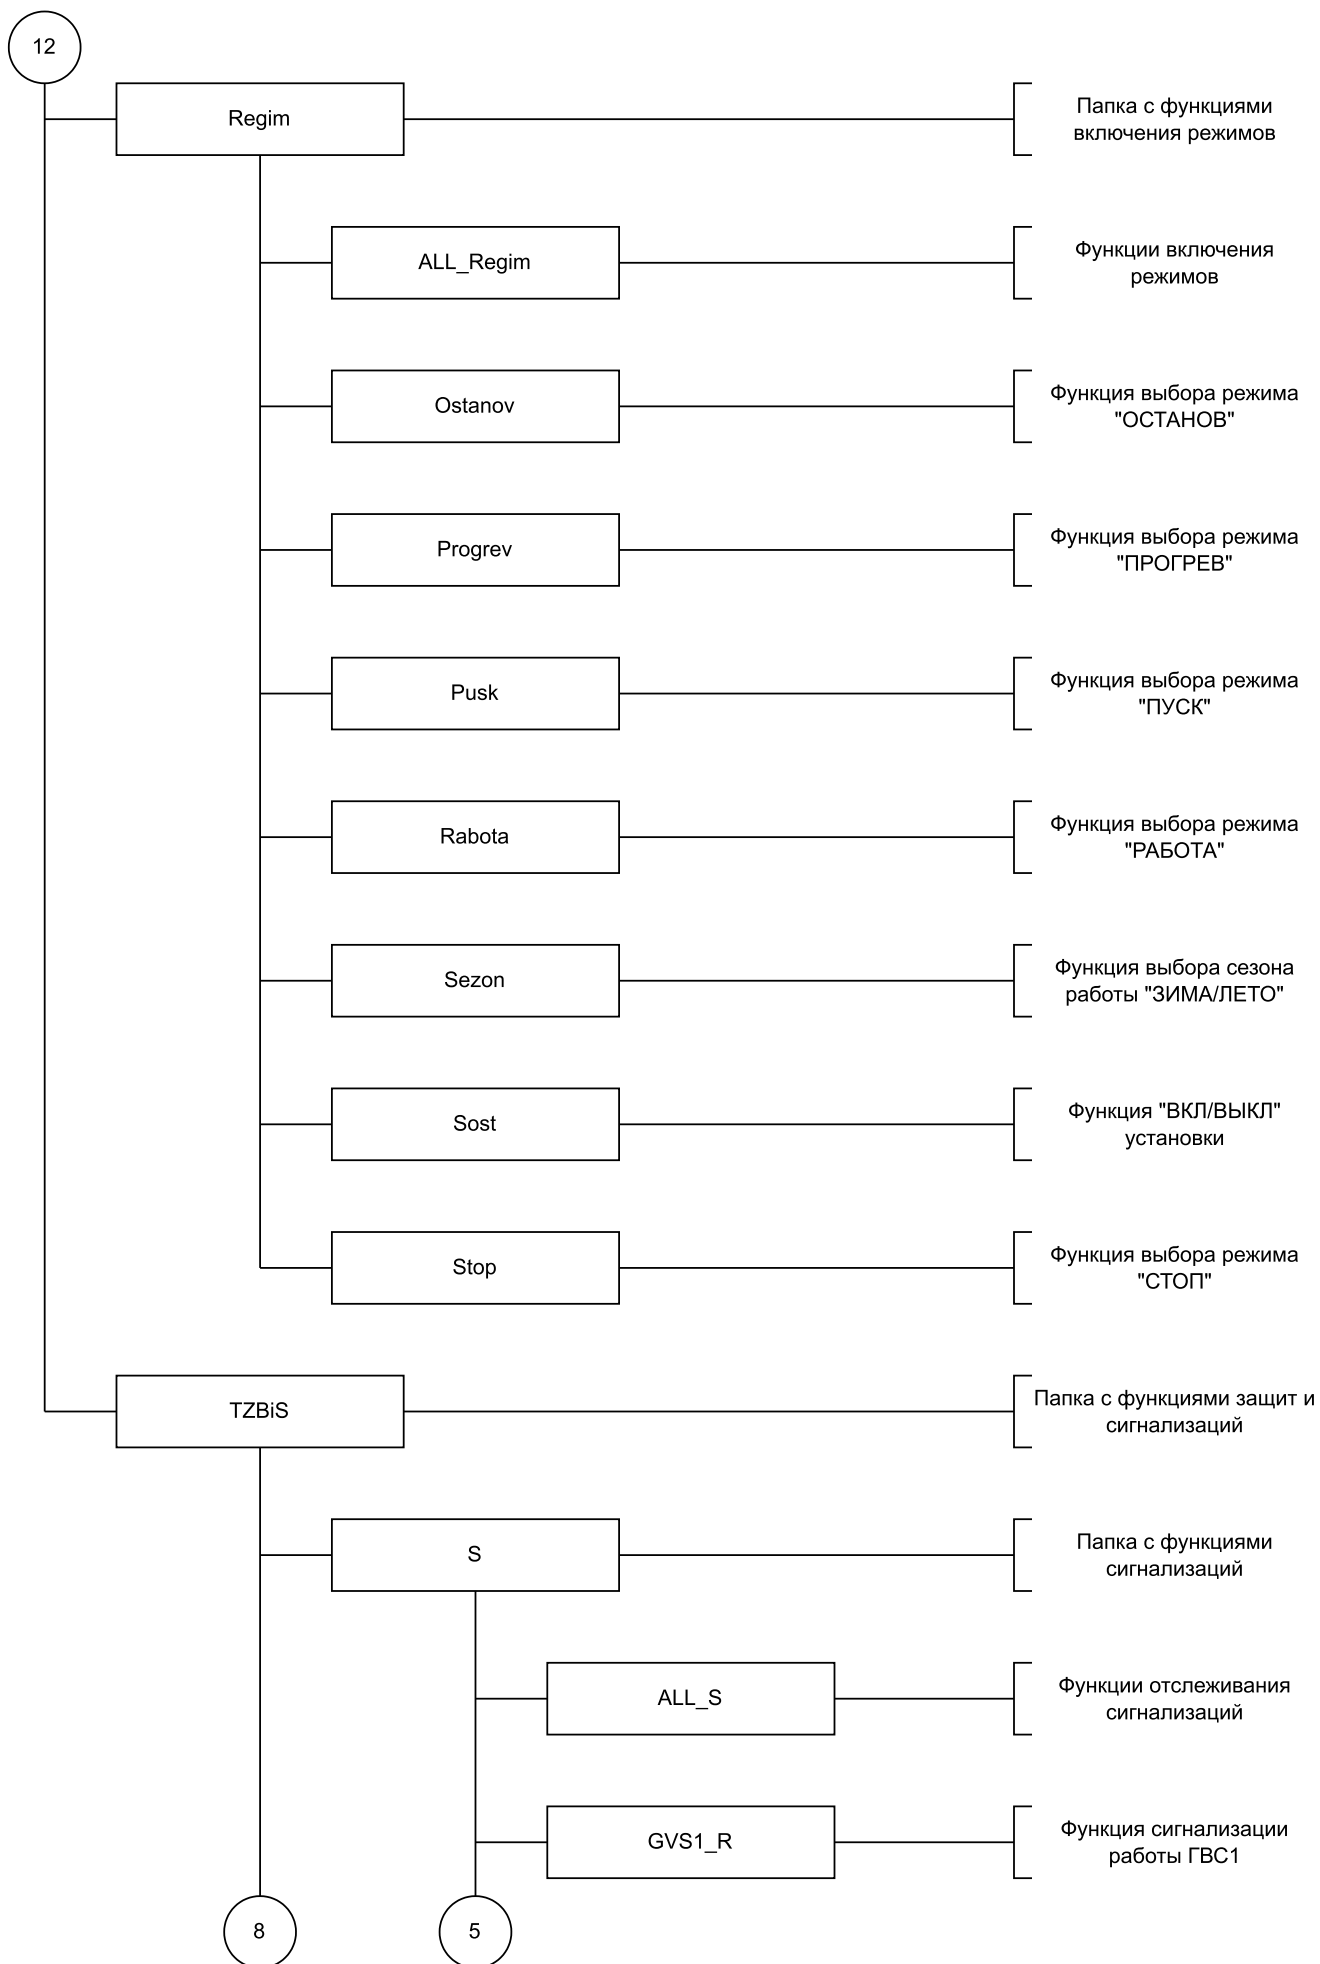 12
Regim
Папка с функциями
включения режимов
ALL_Regim
Функции включения
режимов
Ostanov
Функция выбора режима
"ОСТАНОВ"
Progrev
Функция выбора режима
"ПРОГРЕВ"
Pusk
Функция выбора режима
"ПУСК"
Rabota
Функция выбора режима
"РАБОТА"
Sezon
Функция выбора сезона
работы "ЗИМА/ЛЕТО"
Sost
Функция "ВКЛ/ВЫКЛ"
установки
Stop
Функция выбора режима
"СТОП"
TZBiS
Папка с функциями защит и
сигнализаций
S
Папка с функциями
сигнализаций
ALL_S
Функции отслеживания
сигнализаций
GVS1_R
Функция сигнализации
работы ГВС1
8
5